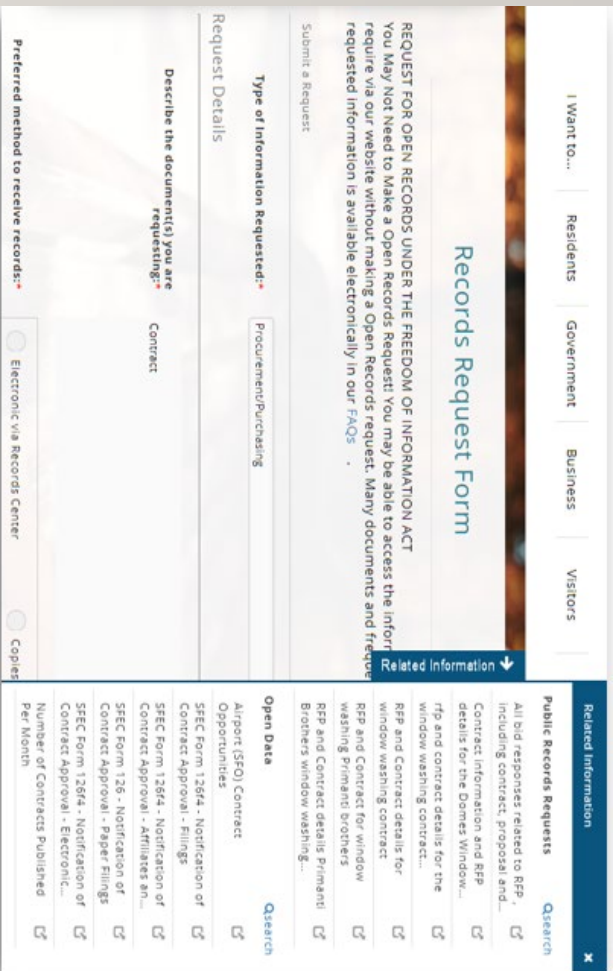 I Want to...
Residents
Government
Business
Visitors
Records Request Form
REQUEST FOR OPEN RECORDS UNDER THE FREEDOM OF INFORMATION ACT
You May Not Need to Make a Open Records Request! You may be able to access the inforr
require via our website without making a Open Records request. Many documents and freque
requested information is available electronically in our FAQs .
Submit a Request
Type of Information Requested:*
Procurement/Purchasing
Request Details
Describe the document(s) you are
requesting:*
Contract
Preferred method to receive records:*
Electronic via Records Center
Copies
Related Information
Related Information
x
Public Records Requests
search
All bid responses related to RFP ,
including contract, proposal and...
Contract information and RFP
details for the Domes Window...
rfp and contract details for the
window washing contract...
RFP and Contract details for
window washing contract
RFP and Contract for window
washing Primanti brothers
RFP and Contract details Primanti
Brothers window washing...
Open Data
search
Airport (SFO) Contract
Opportunities
SFEC Form 126f4 - Notification of
Contract Approval - Filings
SFEC Form 126f4 - Notification of
Contract Approval - Affiliates an...
SFEC Form 126 - Notification of
Contract Approval - Paper Filings
SFEC Form 126f4 - Notification of
Contract Approval - Electronic...
Number of Contracts Published
Per Month